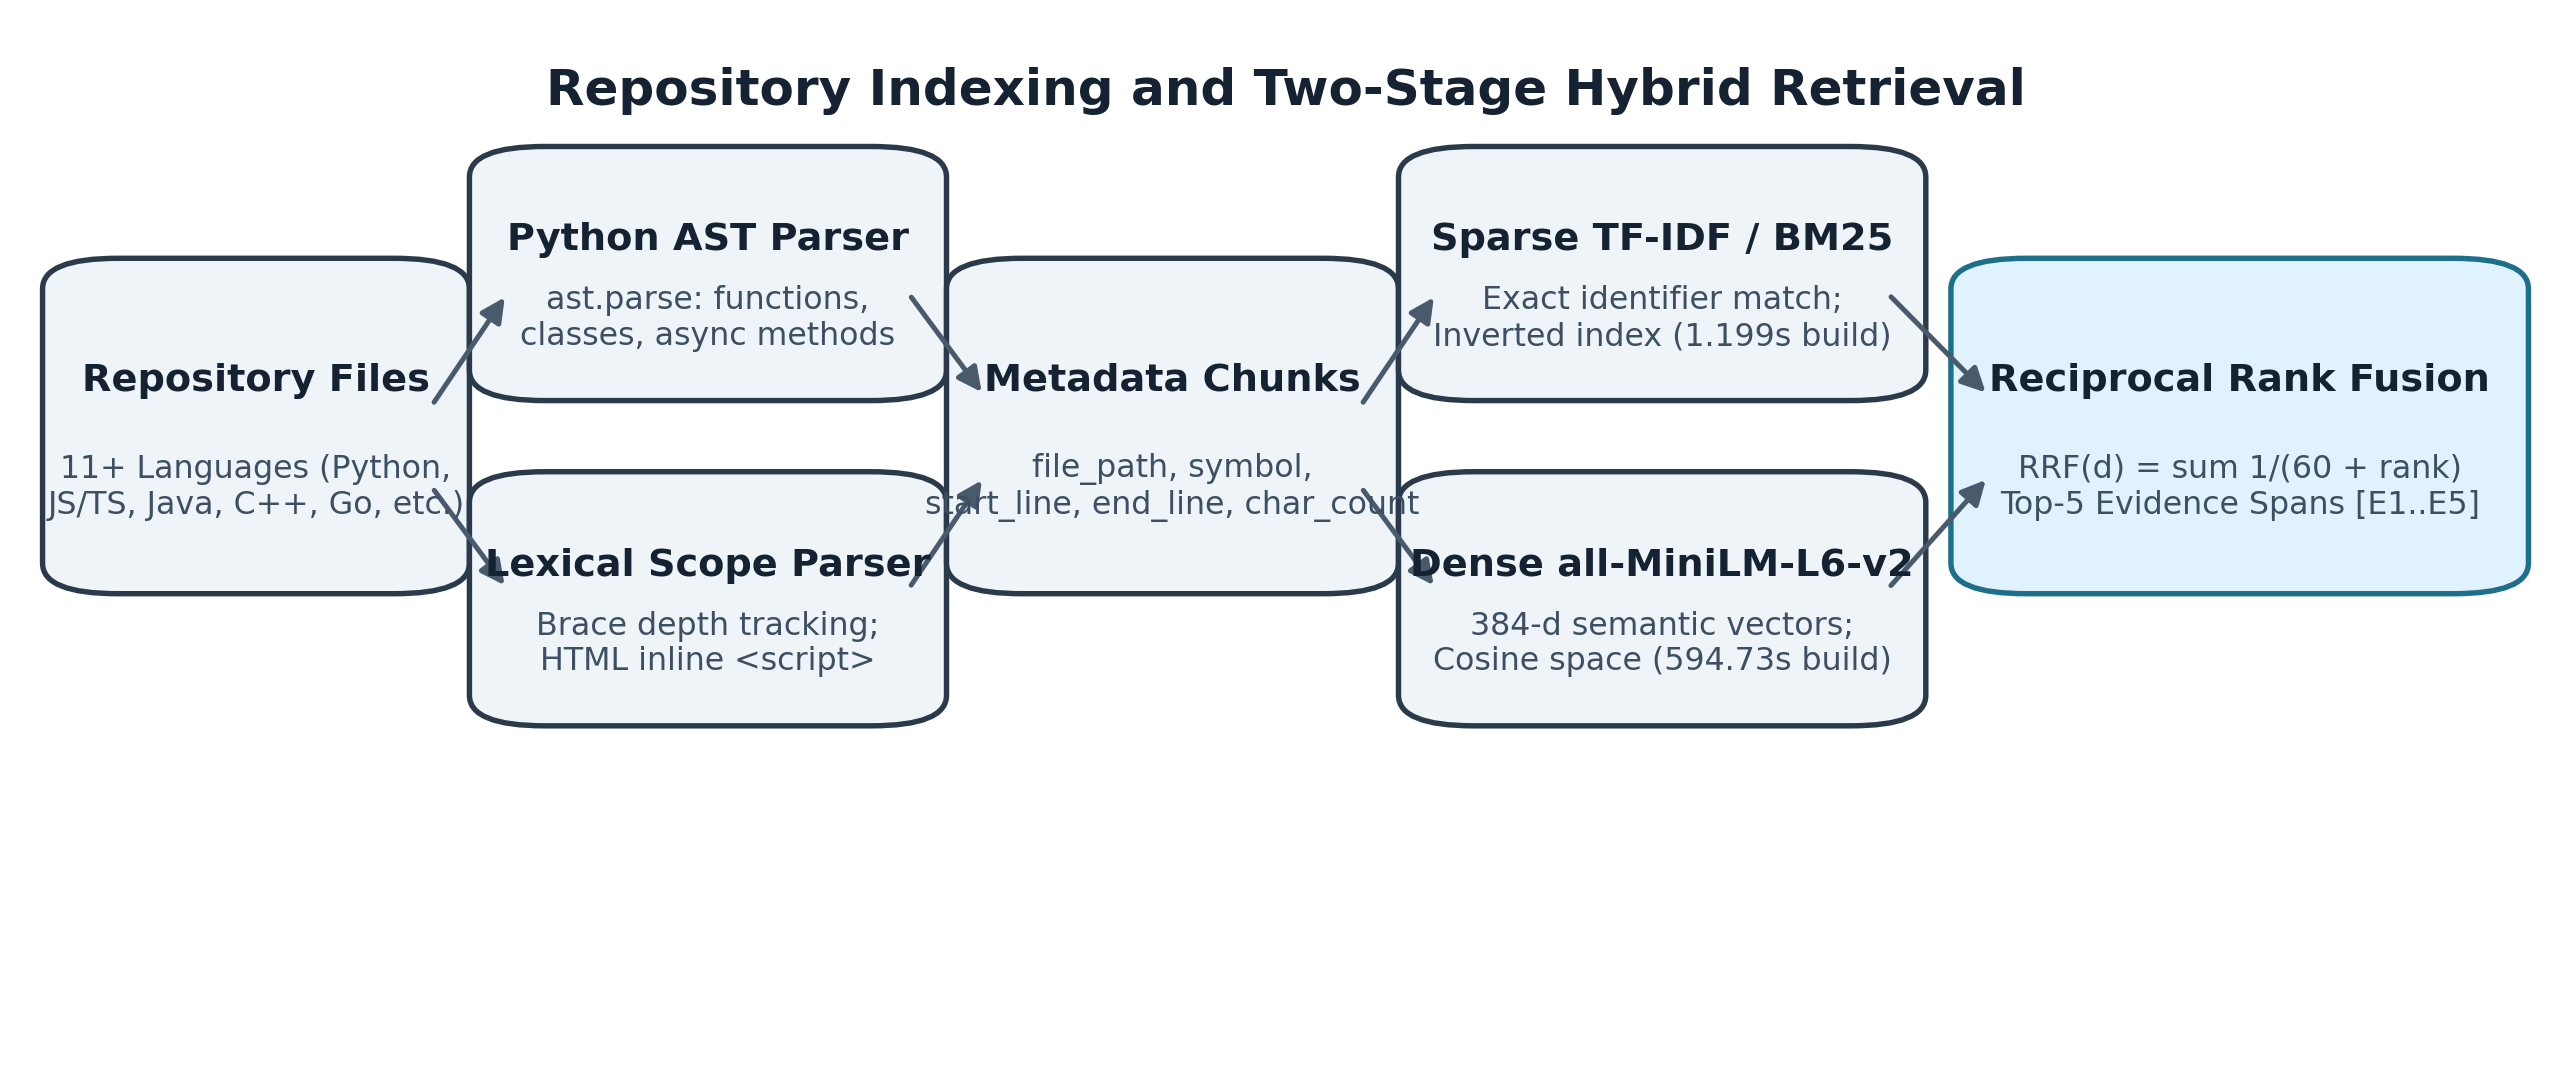 Repository Indexing and Two-Stage Hybrid Retrieval
Repository Files
11+ Languages (Python,
JS/TS, Java, C++, Go, etc.)
Python AST Parser
ast.parse: functions,
classes, async methods
Lexical Scope Parser
Brace depth tracking;
HTML inline <script>
Metadata Chunks
file_path, symbol,
start_line, end_line, char_count
Sparse TF-IDF / BM25
Exact identifier match;
Inverted index (1.199s build)
Dense all-MiniLM-L6-v2
384-d semantic vectors;
Cosine space (594.73s build)
Reciprocal Rank Fusion
RRF(d) = sum 1/(60 + rank)
Top-5 Evidence Spans [E1..E5]